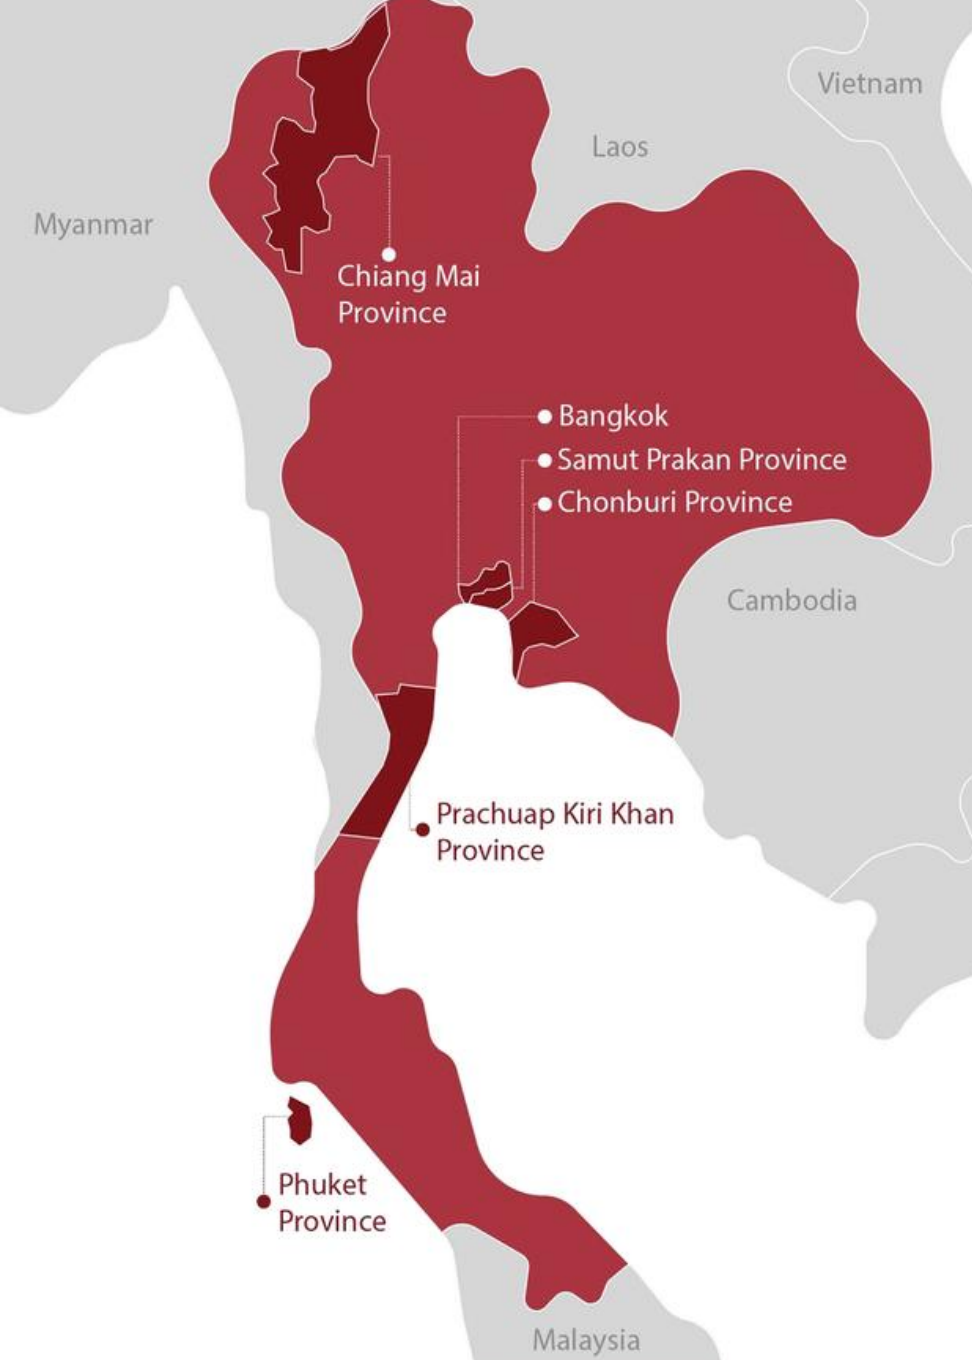 Vietnam
Laos
Myanmar
Chiang Mai
Province
Bangkok
Samut Prakan Province
Chonburi Province
Cambodia
Prachuap Kiri Khan
Province
Phuket
Province
Malaysia